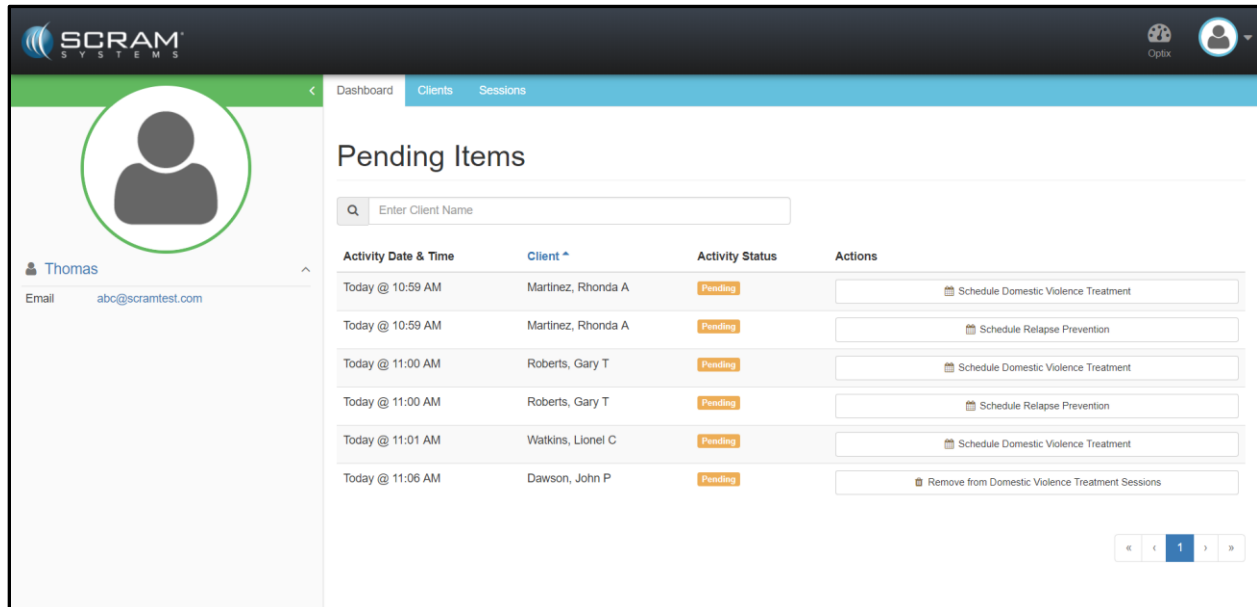 SCRAM
SYSTEMS
Optix
Dashboard Clients Sessions
Pending Items
Enter Client Name
Thomas
Email abc@scramtest.com
Activity Date & Time Client Activity Status Actions
Today @ 10:59 AM Martinez, Rhonda A Pending Schedule Domestic Violence Treatment
Today @ 10:59 AM Martinez, Rhonda A Pending Schedule Relapse Prevention
Today @ 11:00 AM Roberts, Gary T Pending Schedule Domestic Violence Treatment
Today @ 11:00 AM Roberts, Gary T Pending Schedule Relapse Prevention
Today @ 11:01 AM Watkins, Lionel C Pending Schedule Domestic Violence Treatment
Today @ 11:06 AM Dawson, John P Pending Remove from Domestic Violence Treatment Sessions
« ‹ 1 › »